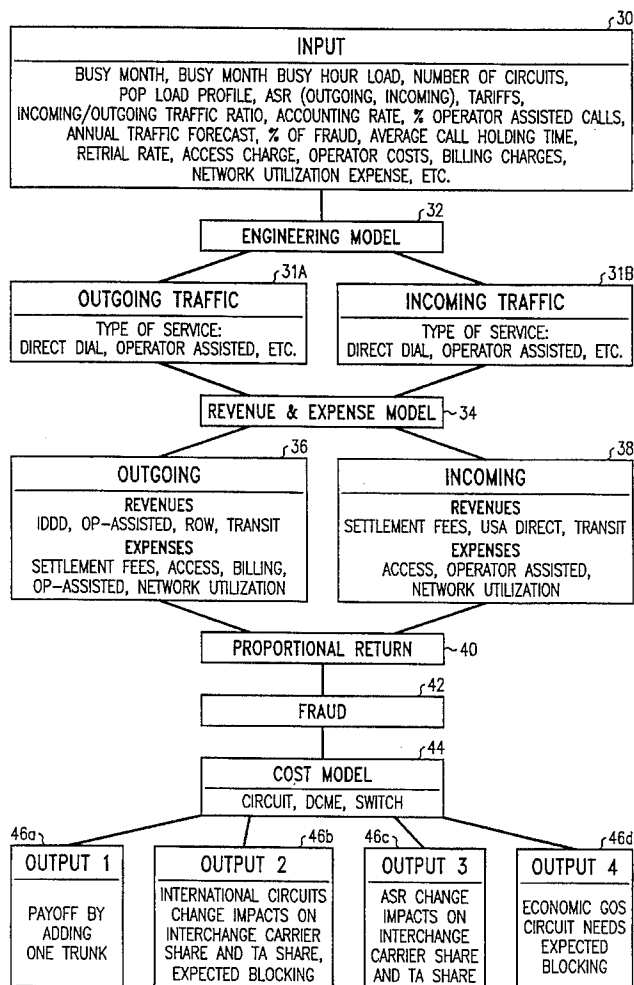 30
INPUT
BUSY MONTH, BUSY MONTH BUSY HOUR LOAD, NUMBER OF CIRCUITS,
POP LOAD PROFILE, ASR (OUTGOING, INCOMING), TARIFFS,
INCOMING/OUTGOING TRAFFIC RATIO, ACCOUNTING RATE, % OPERATOR ASSISTED CALLS,
ANNUAL TRAFFIC FORECAST, % OF FRAUD, AVERAGE CALL HOLDING TIME,
RETRIAL RATE, ACCESS CHARGE, OPERATOR COSTS, BILLING CHARGES,
NETWORK UTILIZATION EXPENSE, ETC.
32
ENGINEERING MODEL
31A
OUTGOING TRAFFIC
TYPE OF SERVICE:
DIRECT DIAL, OPERATOR ASSISTED, ETC.
31B
INCOMING TRAFFIC
TYPE OF SERVICE:
DIRECT DIAL, OPERATOR ASSISTED, ETC.
REVENUE & EXPENSE MODEL
34
36
OUTGOING
REVENUES
IDDD, OP-ASSISTED, ROW, TRANSIT
EXPENSES
SETTLEMENT FEES, ACCESS, BILLING,
OP-ASSISTED, NETWORK UTILIZATION
38
INCOMING
REVENUES
SETTLEMENT FEES, USA DIRECT, TRANSIT
EXPENSES
ACCESS, OPERATOR ASSISTED,
NETWORK UTILIZATION
PROPORTIONAL RETURN
40
42
FRAUD
44
COST MODEL
CIRCUIT, DCME, SWITCH
46a
OUTPUT 1
PAYOFF BY
ADDING
ONE TRUNK
46b
OUTPUT 2
INTERNATIONAL CIRCUITS
CHANGE IMPACTS ON
INTERCHANGE CARRIER
SHARE AND TA SHARE,
EXPECTED BLOCKING
46c
OUTPUT 3
ASR CHANGE
IMPACTS ON
INTERCHANGE
CARRIER SHARE
AND TA SHARE
46d
OUTPUT 4
ECONOMIC GOS
CIRCUIT NEEDS
EXPECTED
BLOCKING